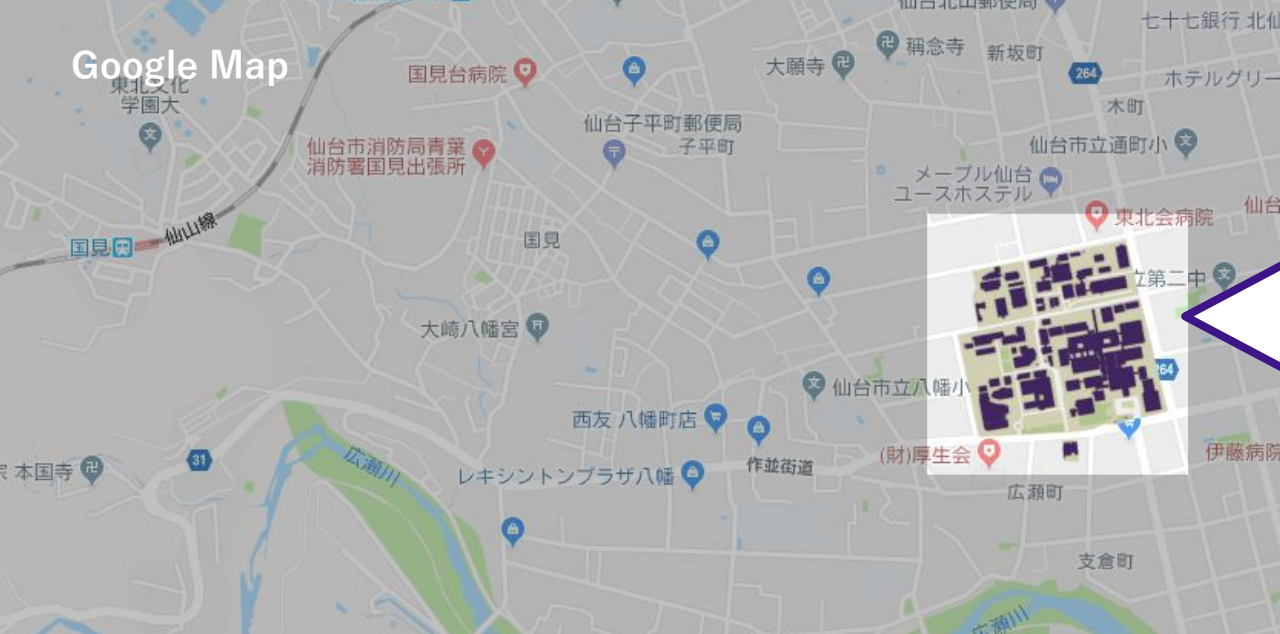 仙台北山郵便局
七十七銀行 北仙
Google Map
東北文化
学園大
国見台病院
大願寺
稱念寺
新坂町
264
ホテルグリー
木町
仙台子平町郵便局
子平町
仙台市立通町小
仙台市消防局青葉
消防署国見出張所
メープル仙台
ユースホステル
東北会病院
仙台
国見
仙山線
国見
立第二中
大崎八幡宮
64
仙台市立八幡小
西友 八幡町店
31
広瀬川
本国寺
レキシントンプラザ八幡
作並街道
(財)厚生会
伊藤病院
広瀬町
支倉町
広瀬川